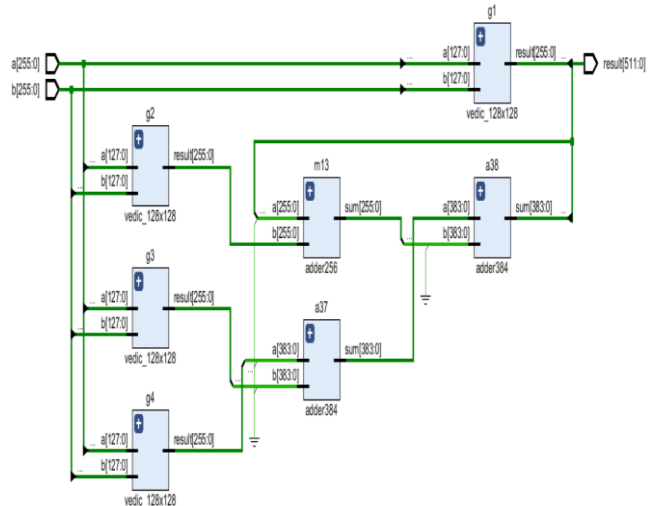 g1
a[255:0]
b[255:0]
a[127:0]
b[127:0]
result[255:0]
...
result[511:0]
vedic_128x128
g2
... a[127:0]
b[127:0]
...
result[255:0]
vedic_128x128
m13
... a[255:0]
b[255:0]
sum[255:0]
...
adder256
a38
a[383:0]
b[383:0]
...
sum[383:0]
...
adder384
g3
... a[127:0]
b[127:0]
...
result[255:0]
vedic_128x128
a37
a[383:0]
...
b[383:0]
...
sum[383:0]
adder384
g4
... a[127:0]
b[127:0]
...
result[255:0]
vedic_128x128